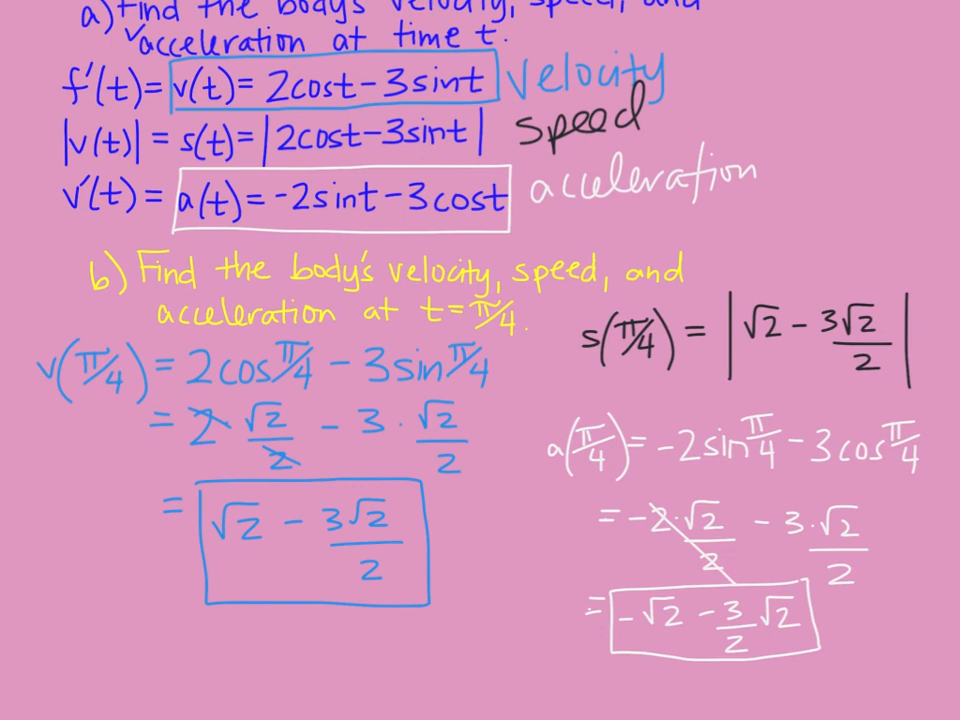 a) Find the body's velocity, speed, and
acceleration at time t.
f'(t) = v(t) = 2cost - 3sint velocity
|v(t)| = s(t) = |2cost - 3sint| speed
v'(t) = a(t) = -2sint - 3cost acceleration
b) Find the body's velocity, speed, and
acceleration at t = π/4.
v(π/4) = 2cos π/4 - 3sin π/4
= 2 · √2/2 - 3 · √2/2
= √2 - 3√2/2
s(π/4) = |√2 - 3√2/2|
a(π/4) = -2sin π/4 - 3cos π/4
= -2 · √2/2 - 3 · √2/2
= -√2 - 3/2 √2